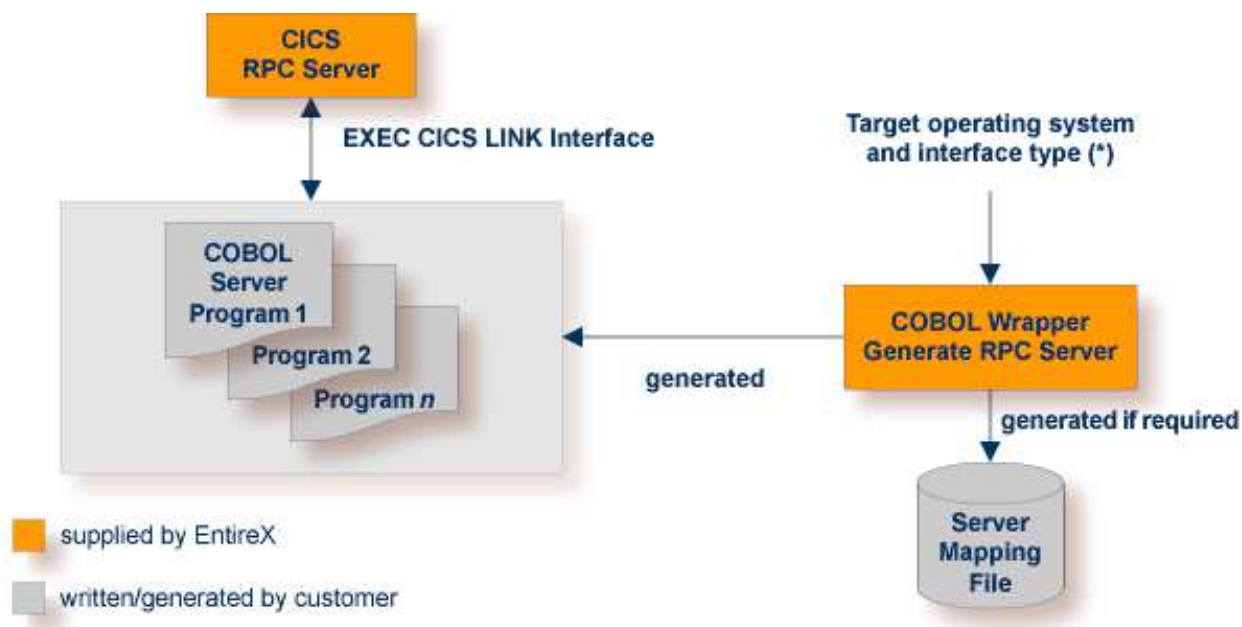 CICS
RPC Server
EXEC CICS LINK Interface
Target operating system
and interface type (*)
COBOL
Server
Program 1
Program 2
Program n
COBOL Wrapper
Generate RPC Server
generated
generated if required
Server
Mapping
File
supplied by EntireX
written/generated by customer